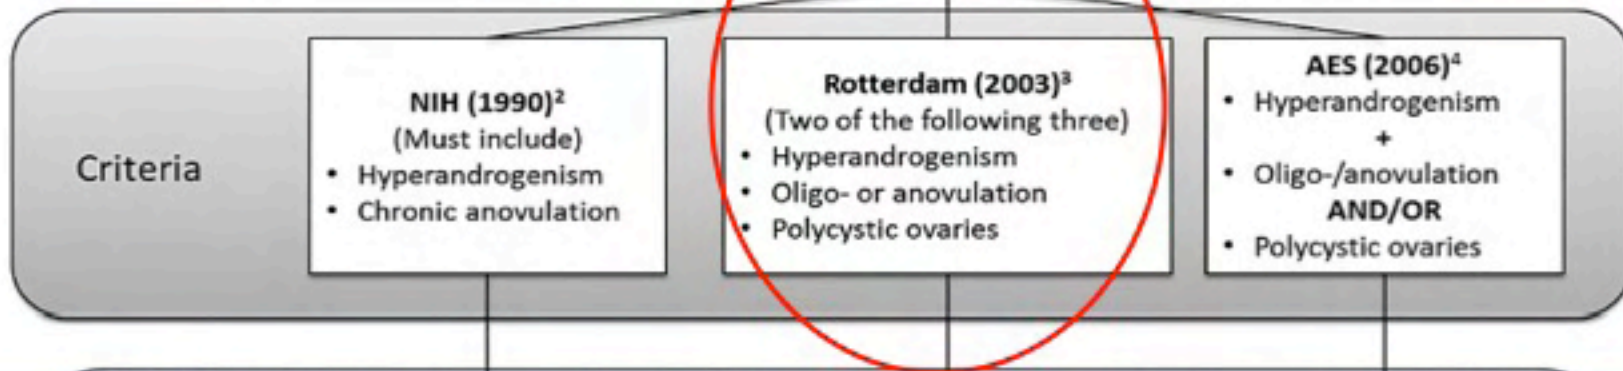 Criteria
NIH (1990)²
(Must include)
• Hyperandrogenism
• Chronic anovulation
Rotterdam (2003)³
(Two of the following three)
• Hyperandrogenism
• Oligo- or anovulation
• Polycystic ovaries
AES (2006)⁴
• Hyperandrogenism
+
• Oligo-/anovulation
AND/OR
• Polycystic ovaries